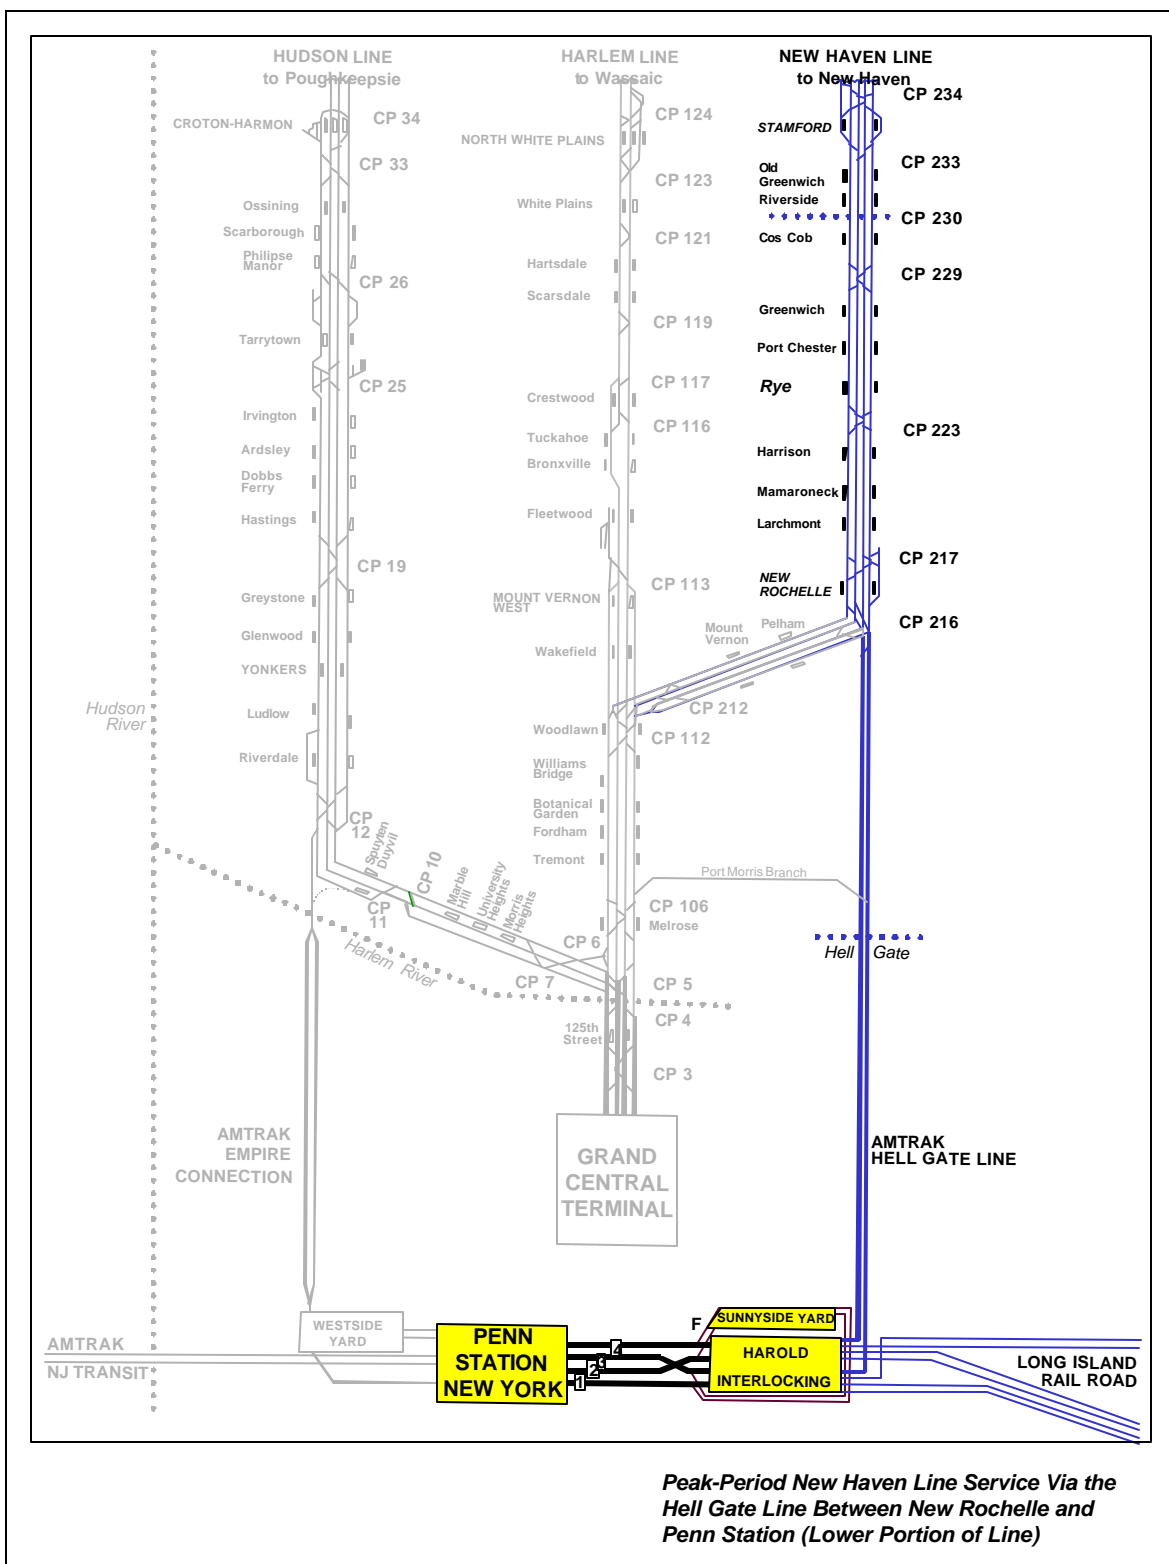 HUDSON LINE
to Poughkeepsie
HARLEM LINE
to Wassaic
NEW HAVEN LINE
to New Haven
CROTON-HARMON
CP 34
CP 33
Ossining
Scarborough
Philipse
Manor
CP 26
Tarrytown
CP 25
Irvington
Ardsley
Dobbs
Ferry
Hastings
CP 19
Greystone
Glenwood
YONKERS
Ludlow
Riverdale
Hudson
River
CP
12
Spuyten
Duyvil
CP 10
CP
11
Marble
Hill
University
Heights
Morris
Heights
Harlem River
CP 7
CP 6
CP 124
NORTH WHITE PLAINS
CP 123
White Plains
CP 121
Hartsdale
Scarsdale
CP 119
CP 117
Crestwood
CP 116
Tuckahoe
Bronxville
Fleetwood
CP 113
MOUNT VERNON
WEST
Wakefield
CP 212
Woodlawn
CP 112
Williams
Bridge
Botanical
Garden
Fordham
Tremont
Port Morris Branch
CP 106
Melrose
CP 5
CP 4
125th
Street
CP 3
GRAND
CENTRAL
TERMINAL
CP 234
STAMFORD
CP 233
Old
Greenwich
Riverside
CP 230
Cos Cob
CP 229
Greenwich
Port Chester
Rye
CP 223
Harrison
Mamaroneck
Larchmont
CP 217
NEW
ROCHELLE
CP 216
Pelham
Mount
Vernon
Hell Gate
AMTRAK
HELL GATE LINE
AMTRAK
EMPIRE
CONNECTION
WESTSIDE
YARD
AMTRAK
NJ TRANSIT
PENN
STATION
NEW YORK
4
3
2
1
F
SUNNYSIDE YARD
HAROLD
INTERLOCKING
LONG ISLAND
RAIL ROAD
Peak-Period New Haven Line Service Via the
Hell Gate Line Between New Rochelle and
Penn Station (Lower Portion of Line)